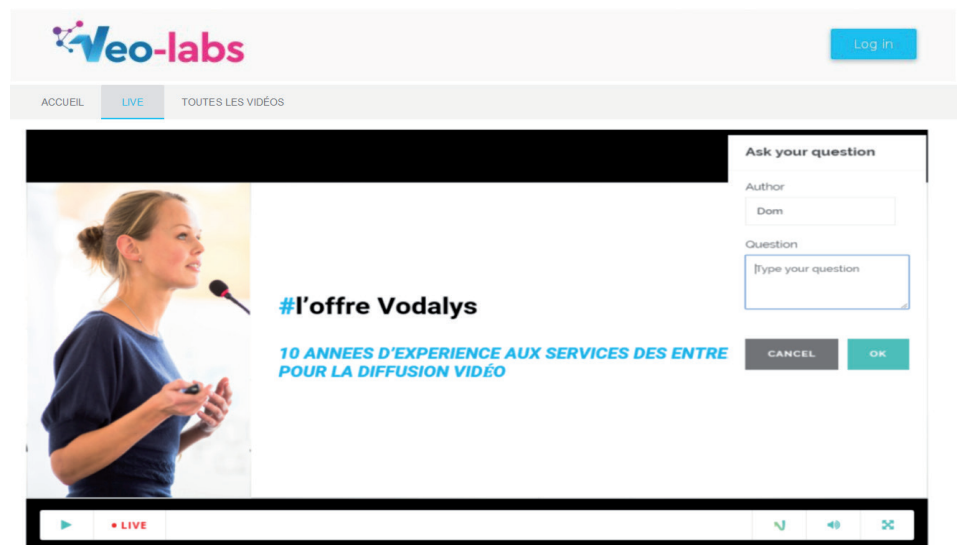 Veo-labs
Log in
ACCUEIL LIVE TOUTES LES VIDÉOS
Ask your question
Author
Dom
Question
Type your question
CANCEL OK
#l'offre Vodalys
10 ANNEES D'EXPERIENCE AUX SERVICES DES ENTRE
POUR LA DIFFUSION VIDÉO
LIVE